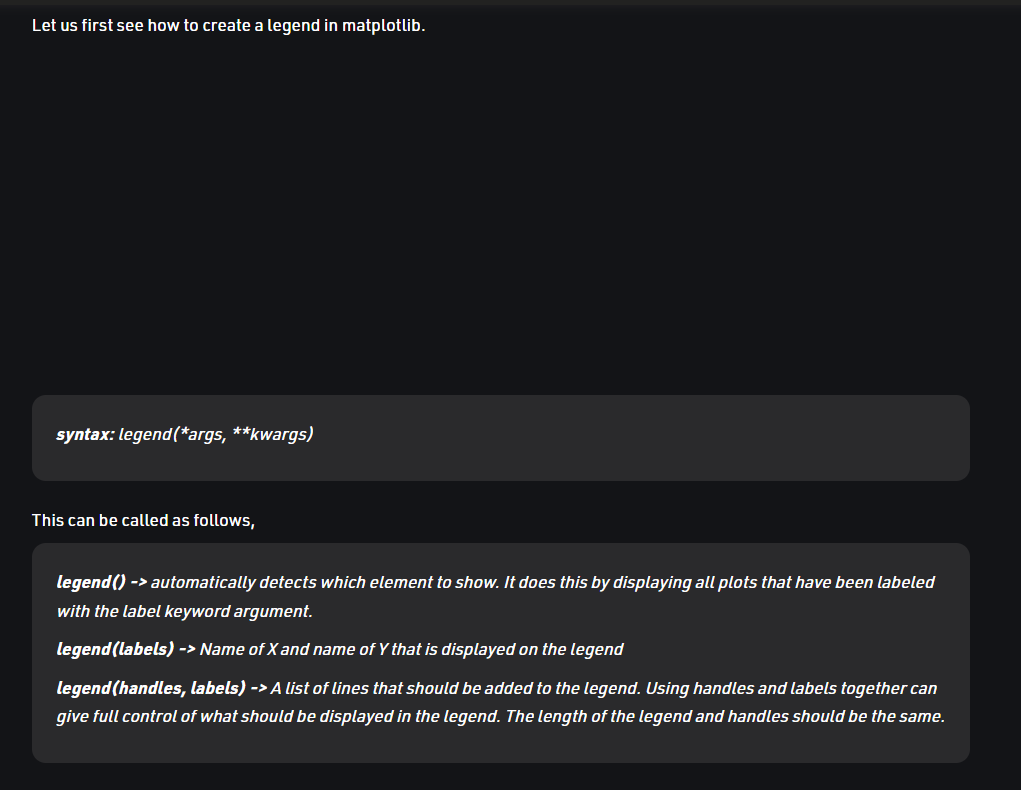 Let us first see how to create a legend in matplotlib.
syntax: legend(*args, **kwargs)
This can be called as follows,
legend() -> automatically detects which element to show. It does this by displaying all plots that have been labeled
with the label keyword argument.
legend(labels) -> Name of X and name of Y that is displayed on the legend
legend(handles, labels) -> A list of lines that should be added to the legend. Using handles and labels together can
give full control of what should be displayed in the legend. The length of the legend and handles should be the same.